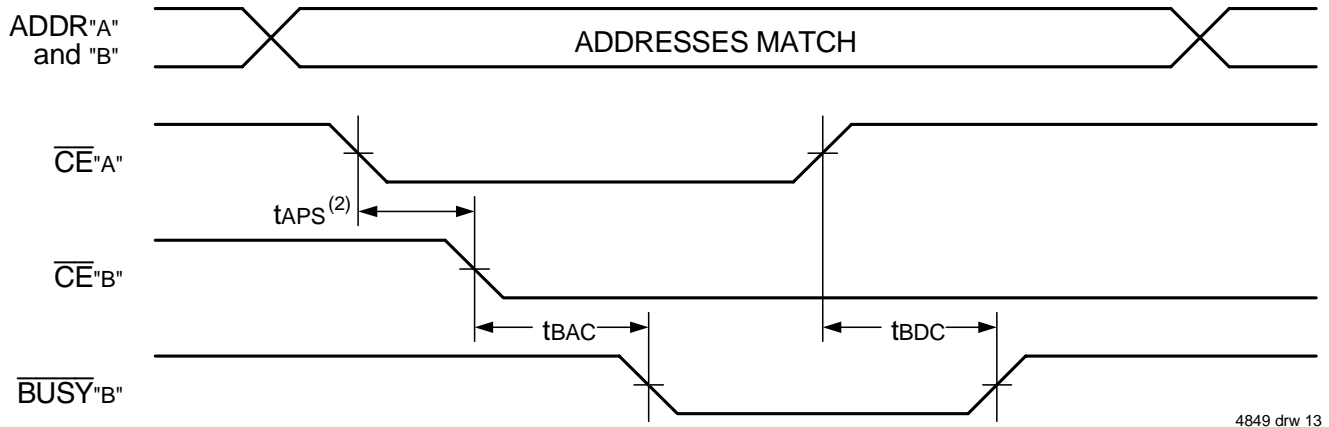 ADDR"A"
and "B"
ADDRESSES MATCH
CE"A"
tAPS(2)
CE"B"
tBAC
tBDC
BUSY"B"
4849 drw 13